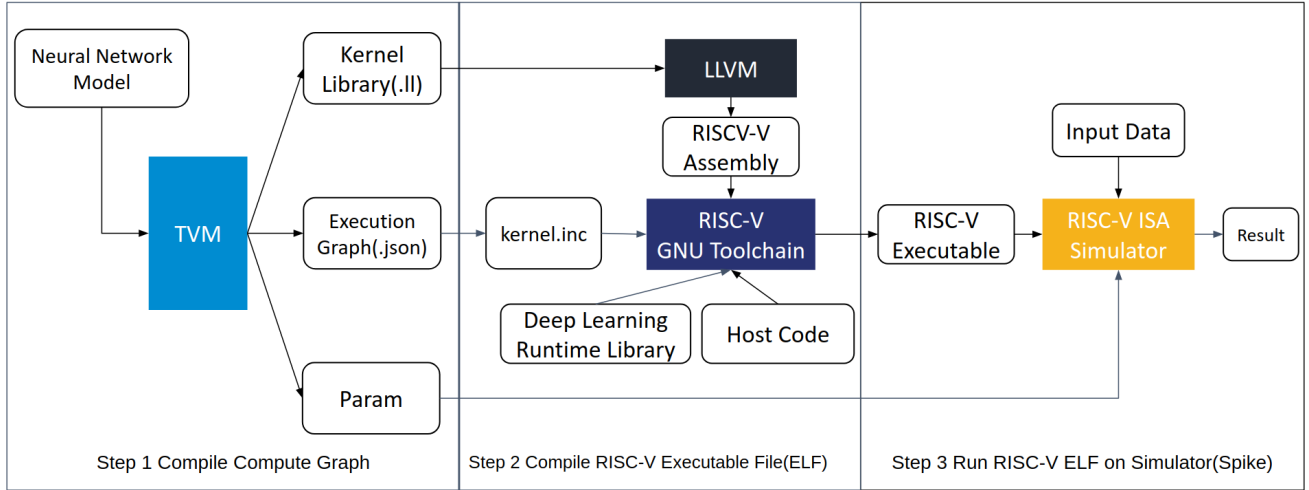 Neural Network
Model
TVM
Kernel
Library(.ll)
Execution
Graph(.json)
Param
Step 1 Compile Compute Graph
LLVM
RISCV-V
Assembly
kernel.inc
RISC-V
GNU Toolchain
Deep Learning
Runtime Library
Host Code
Step 2 Compile RISC-V Executable File(ELF)
RISC-V
Executable
Input Data
RISC-V ISA
Simulator
Result
Step 3 Run RISC-V ELF on Simulator(Spike)